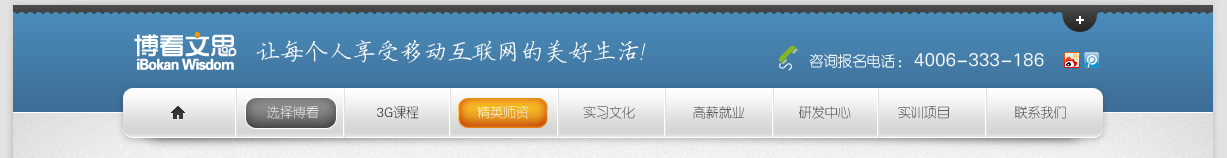 博看文思
iBokan Wisdom
让每个人享受移动互联网的美好生活!
咨询报名电话： 4006-333-186
选择博看 3G课程 精英师资 实习文化 高薪就业 研发中心 实训项目 联系我们